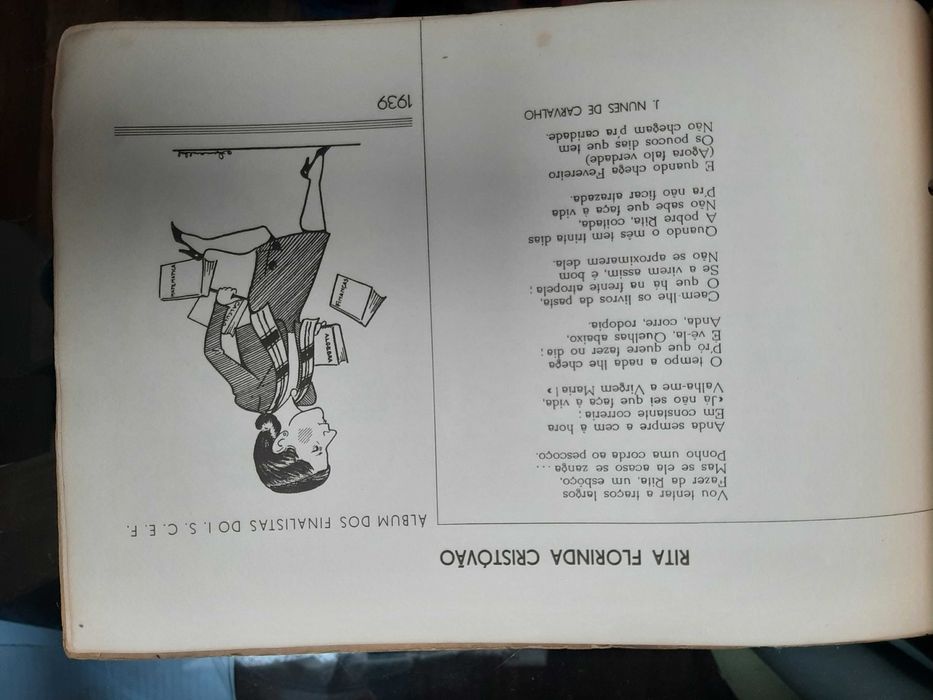 RITA FLORINDA CRISTÓVÃO
Vou tentar a traços largos
Fazer da Rita, esbôço,
Mas se ela acaso se zanga...
Ponho uma corda ao pescoço.
Anda sempre a cem à hora
Em constante correria;
«Já não sei que faça à vida,
Valha-me a Virgem Maria!»
O tempo a nada lhe chega
P'ró que quere fazer no dia;
E vê-la, Quelhas abaixo,
Anda, corre, rodopia.
Caem-lhe os livros da pasta,
O que há na frente atropela;
Se a virem assim, é bom
Não se aproximarem dela.
Quando o mês tem trinta dias
A pobre Rita, coitada,
Não sabe que faça à vida
P'ra não ficar atrazada.
E quando chega Fevereiro
(Agora falo verdade)
Os poucos dias que tem
Não chegam p'ra caridade.
J. NUNES DE CARVALHO
ÁLBUM DOS FINALISTAS DO I. S. C. E. F.
ALGEBRA
FINANÇAS
1939